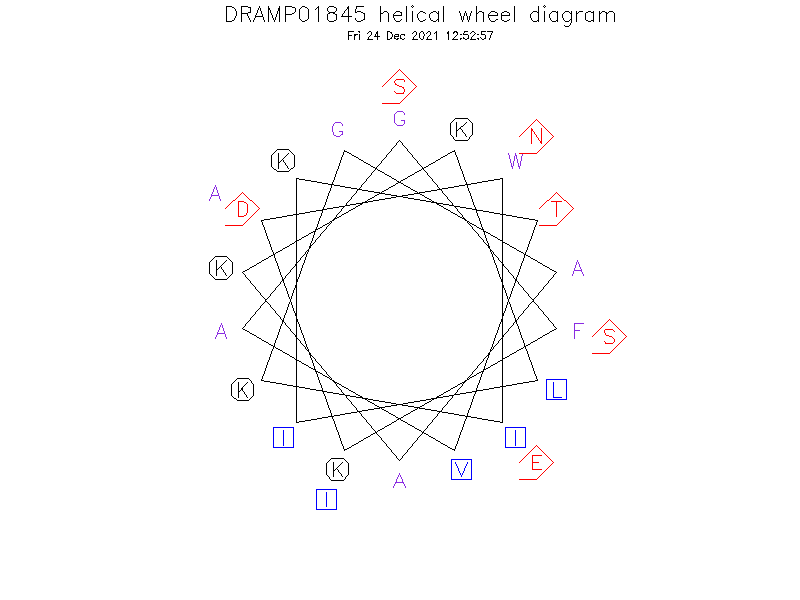 DRAMP01845 helical wheel diagram
Fri 24 Dec 2021 12:52:57
S
G
G K
N
K W
A D T
K A
A F S
K L
I I
E
K A V
I